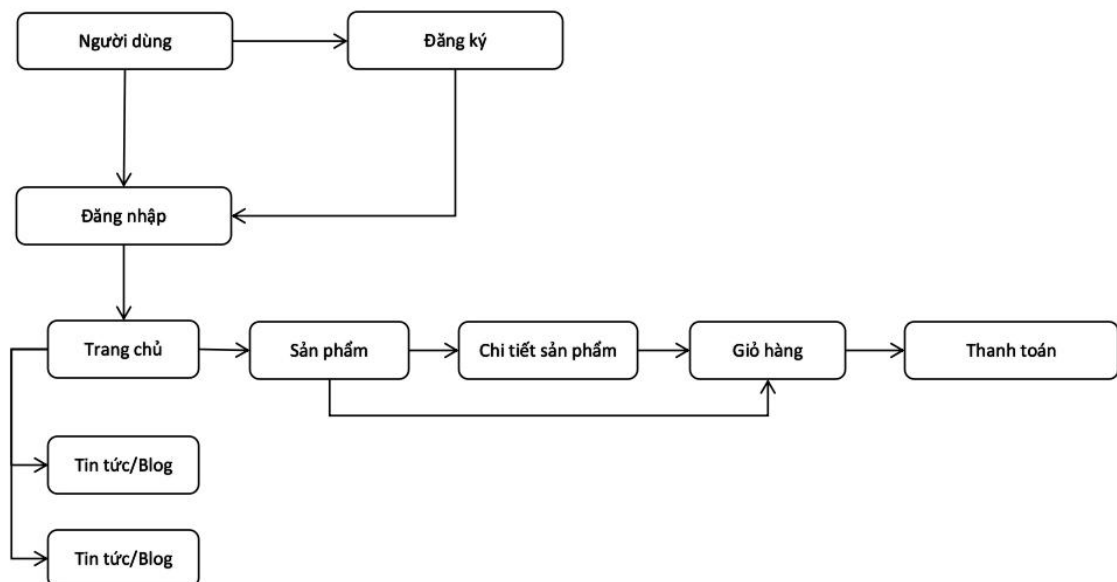 Người dùng
Đăng ký
Đăng nhập
Trang chủ
Sản phẩm
Chi tiết sản phẩm
Giỏ hàng
Thanh toán
Tin tức/Blog
Tin tức/Blog